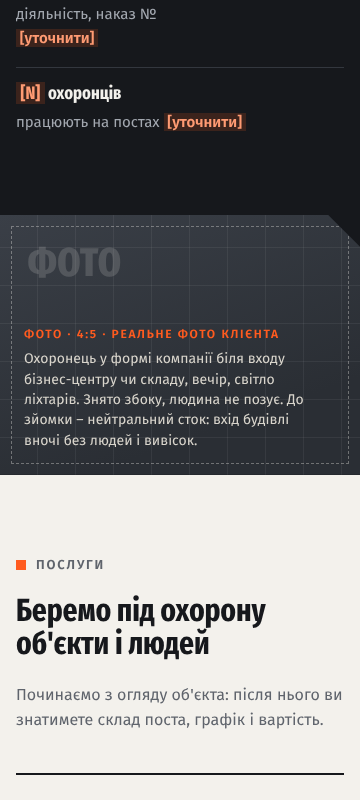 діяльність, наказ №
[уточнити]
[N] охоронців
працюють на постах [уточнити]
ФОТО
ФОТО · 4:5 · РЕАЛЬНЕ ФОТО КЛІЄНТА
Охоронець у формі компанії біля входу
бізнес-центру чи складу, вечір, світло
ліхтарів. Знято збоку, людина не позує. До
зйомки – нейтральний сток: вхід будівлі
вночі без людей і вивісок.
ПОСЛУГИ
Беремо під охорону
об'єкти і людей
Починаємо з огляду об'єкта: після нього ви
знатимете склад поста, графік і вартість.